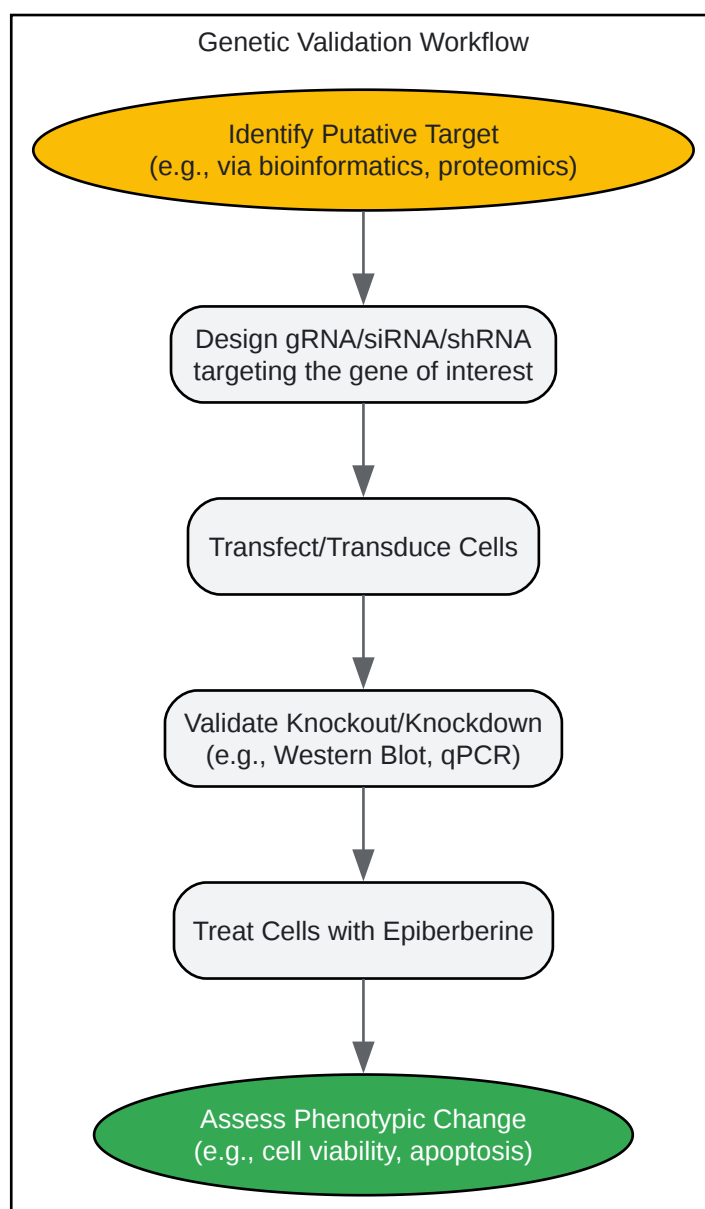 Genetic Validation Workflow
Identify Putative Target
(e.g., via bioinformatics, proteomics)
Design gRNA/siRNA/shRNA
targeting the gene of interest
Transfect/Transduce Cells
Validate Knockout/Knockdown
(e.g., Western Blot, qPCR)
Treat Cells with Epiberberine
Assess Phenotypic Change
(e.g., cell viability, apoptosis)